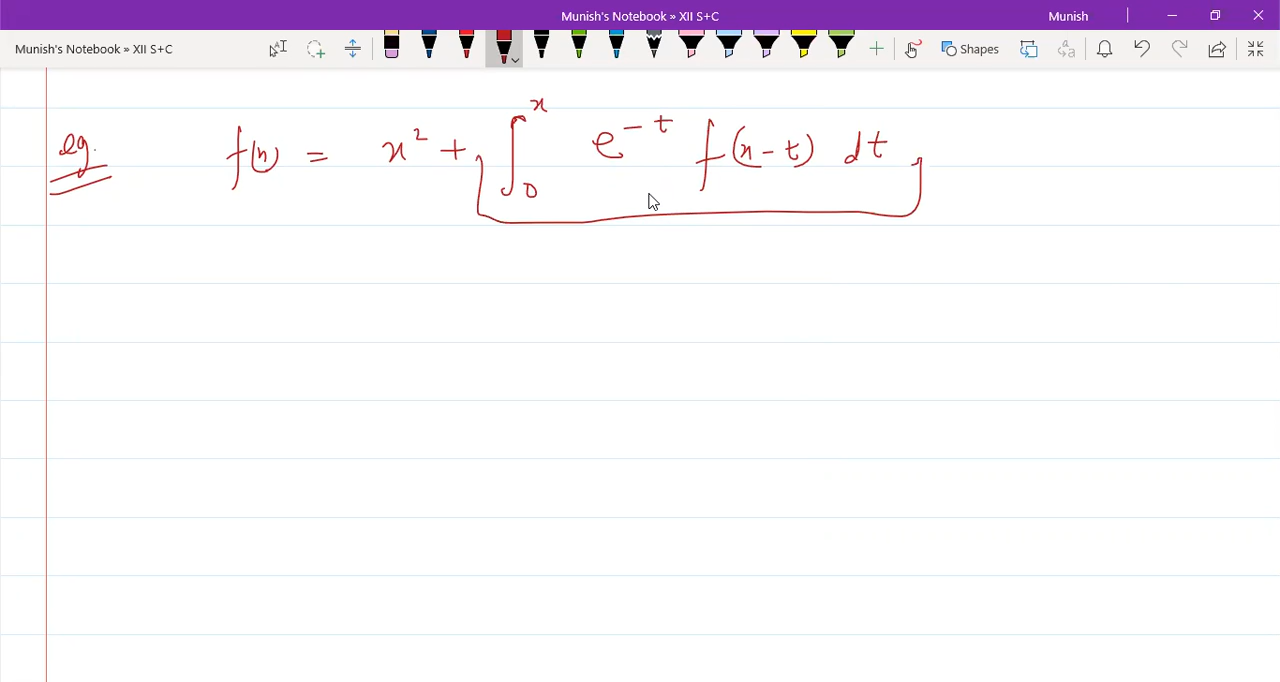 Munish's Notebook » XII S+C
Munish
Munish's Notebook » XII S+C
Shapes
eg. f(x) = x² + ∫₀ˣ e⁻ᵗ f(x-t) dt